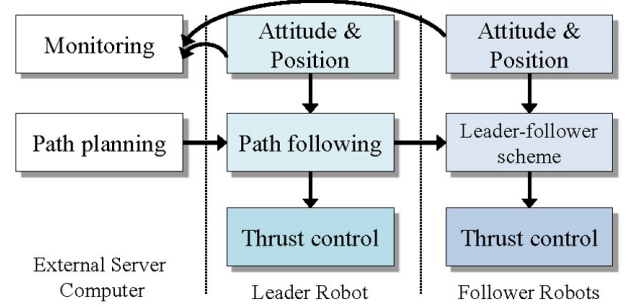 Monitoring
Attitude &
Position
Attitude &
Position
Path planning
Path following
Leader-follower
scheme
Thrust control
Thrust control
External Server
Computer
Leader Robot
Follower Robots